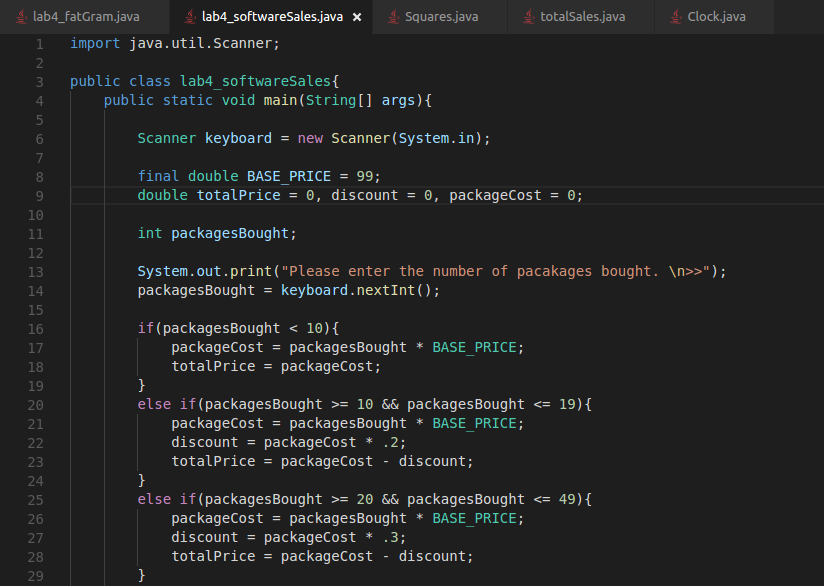 lab4_fatGram.java lab4_softwareSales.java × Squares.java totalSales.java Clock.java
1 import java.util.Scanner;
2
3 public class lab4_softwareSales{
4 public static void main(String[] args){
5
6 Scanner keyboard = new Scanner(System.in);
7
8 final double BASE_PRICE = 99;
9 double totalPrice = 0, discount = 0, packageCost = 0;
10
11 int packagesBought;
12
13 System.out.print("Please enter the number of pacakages bought. \n>>");
14 packagesBought = keyboard.nextInt();
15
16 if(packagesBought < 10){
17 packageCost = packagesBought * BASE_PRICE;
18 totalPrice = packageCost;
19 }
20 else if(packagesBought >= 10 && packagesBought <= 19){
21 packageCost = packagesBought * BASE_PRICE;
22 discount = packageCost * .2;
23 totalPrice = packageCost - discount;
24 }
25 else if(packagesBought >= 20 && packagesBought <= 49){
26 packageCost = packagesBought * BASE_PRICE;
27 discount = packageCost * .3;
28 totalPrice = packageCost - discount;
29 }